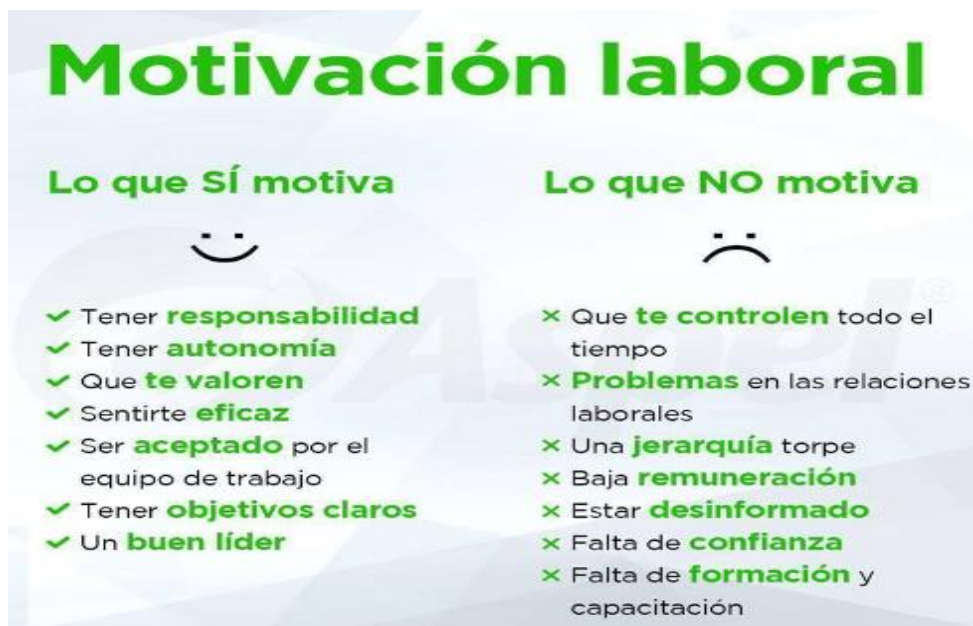 Motivación laboral
Lo que SÍ motiva
✓ Tener responsabilidad
✓ Tener autonomía
✓ Que te valoren
✓ Sentirte eficaz
✓ Ser aceptado por el
equipo de trabajo
✓ Tener objetivos claros
✓ Un buen líder
Lo que NO motiva
× Que te controlen todo el
tiempo
× Problemas en las relaciones
laborales
× Una jerarquía torpe
× Baja remuneración
× Estar desinformado
× Falta de confianza
× Falta de formación y
capacitación
Aspel®